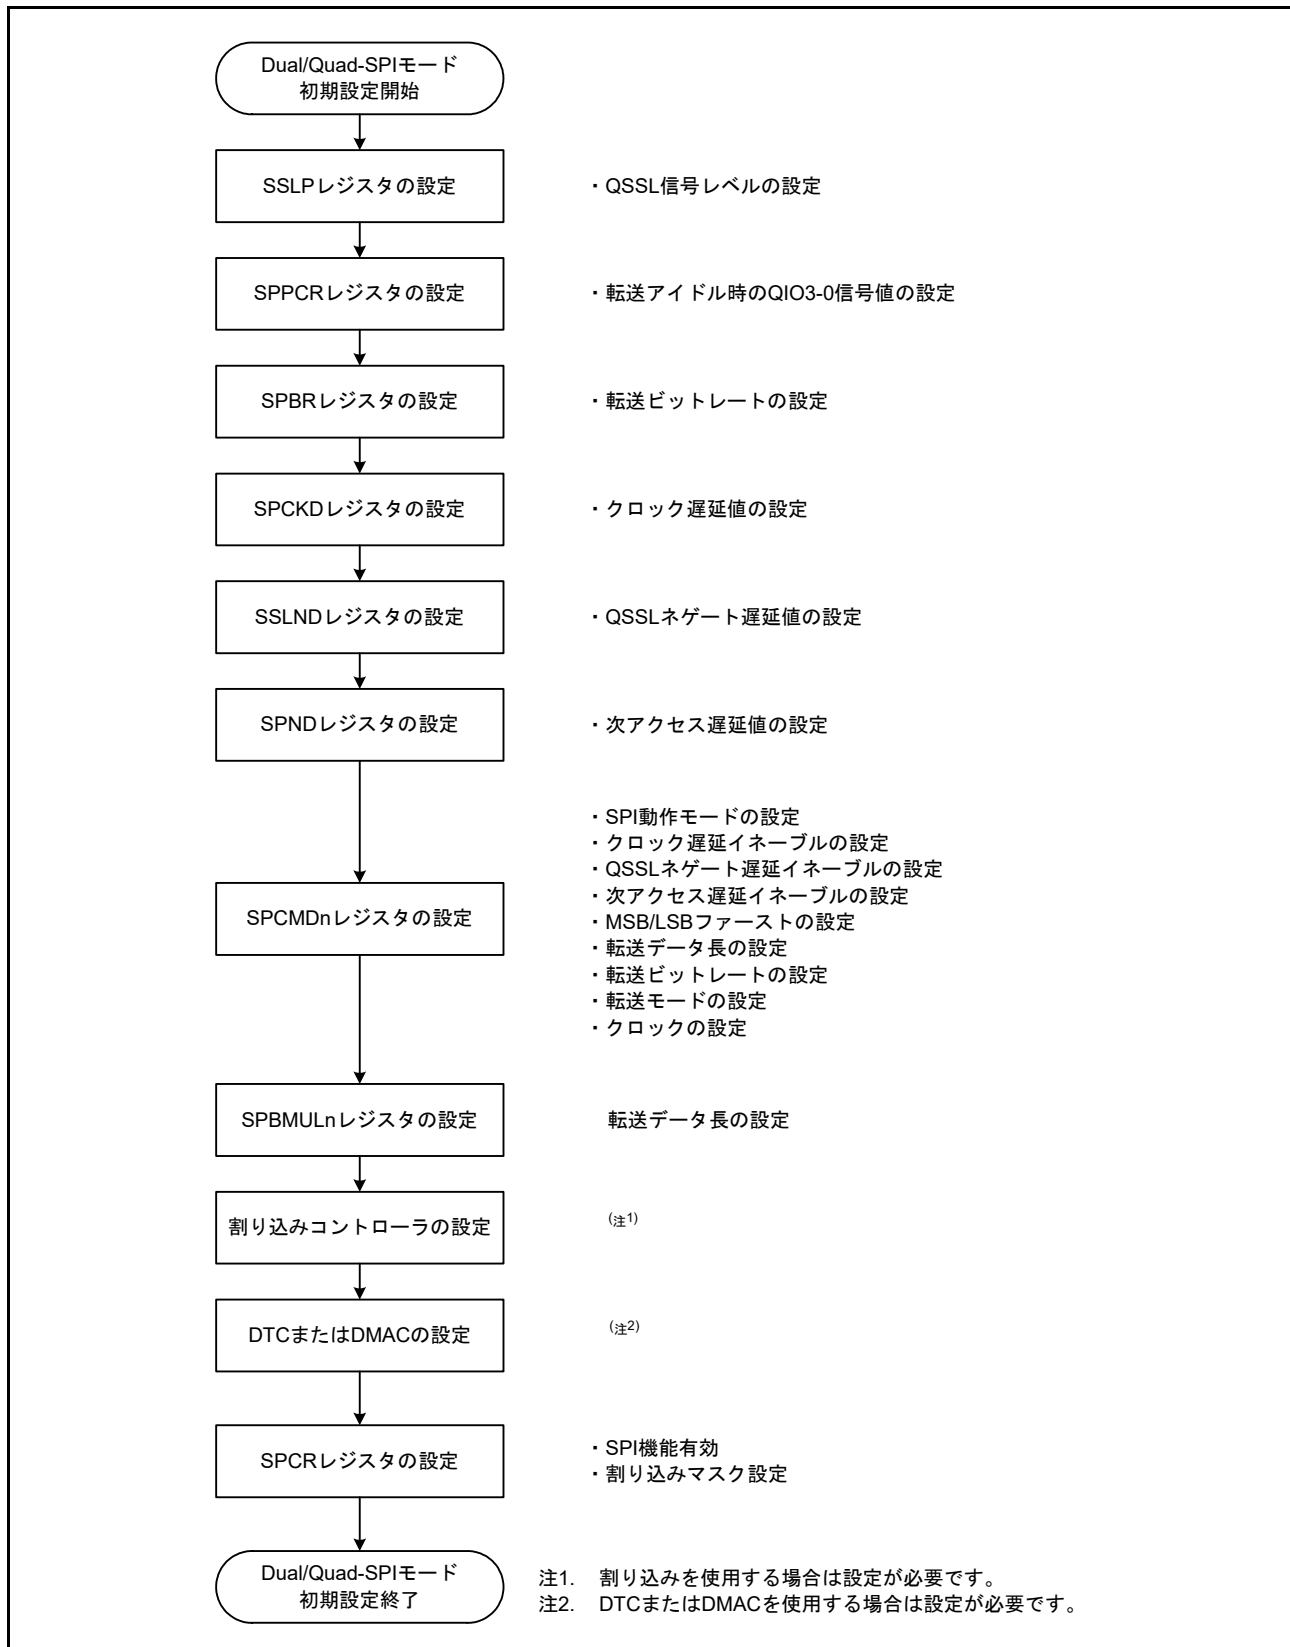 Dual/Quad-SPIモード
初期設定開始
SSLPレジスタの設定
・QSSL信号レベルの設定
SPPCRレジスタの設定
・転送アイドル時のQIO3-0信号値の設定
SPBRレジスタの設定
・転送ビットレートの設定
SPCKDレジスタの設定
・クロック遅延値の設定
SSLNDレジスタの設定
・QSSLネゲート遅延値の設定
SPNDレジスタの設定
・次アクセス遅延値の設定
SPCMDnレジスタの設定
・SPI動作モードの設定
・クロック遅延イネーブルの設定
・QSSLネゲート遅延イネーブルの設定
・次アクセス遅延イネーブルの設定
・MSB/LSBファーストの設定
・転送データ長の設定
・転送ビットレートの設定
・転送モードの設定
・クロックの設定
SPBMULnレジスタの設定
転送データ長の設定
割り込みコントローラの設定
(注1)
DTCまたはDMACの設定
(注2)
SPCRレジスタの設定
・SPI機能有効
・割り込みマスク設定
Dual/Quad-SPIモード
初期設定終了
注1. 割り込みを使用する場合は設定が必要です。
注2. DTCまたはDMACを使用する場合は設定が必要です。